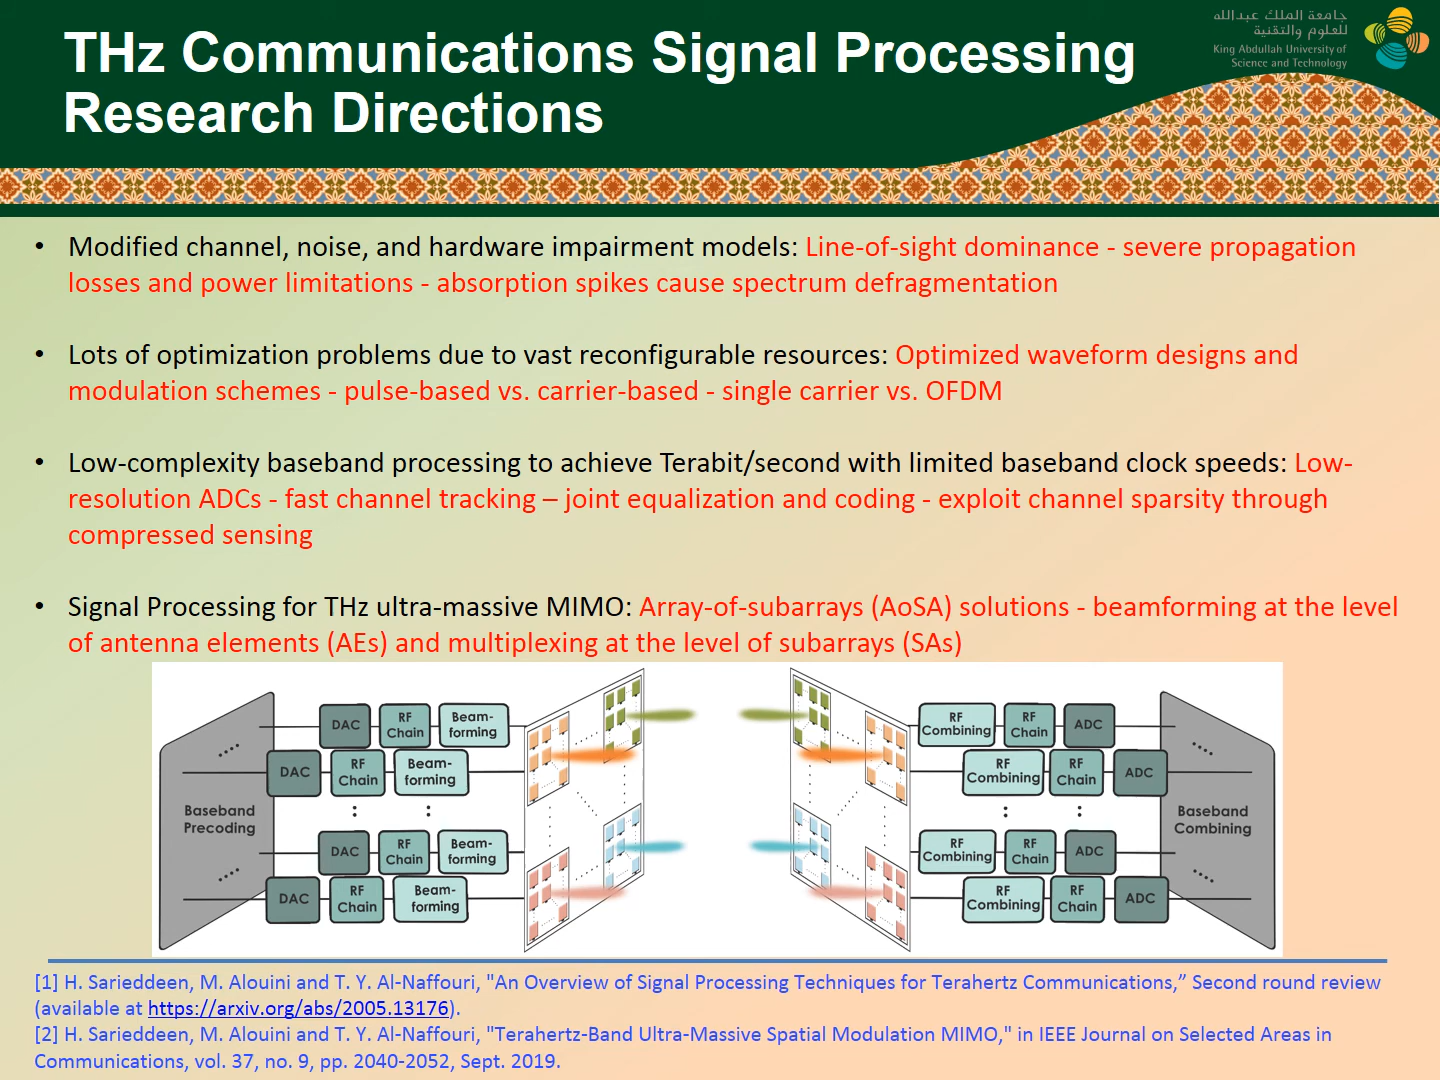 THz Communications Signal Processing
Research Directions
جامعة الملك عبدالله
للعلوم والتقنية
King Abdullah University of
Science and Technology
• Modified channel, noise, and hardware impairment models: Line-of-sight dominance - severe propagation
losses and power limitations - absorption spikes cause spectrum defragmentation
• Lots of optimization problems due to vast reconfigurable resources: Optimized waveform designs and
modulation schemes - pulse-based vs. carrier-based - single carrier vs. OFDM
• Low-complexity baseband processing to achieve Terabit/second with limited baseband clock speeds: Low-
resolution ADCs - fast channel tracking – joint equalization and coding - exploit channel sparsity through
compressed sensing
• Signal Processing for THz ultra-massive MIMO: Array-of-subarrays (AoSA) solutions - beamforming at the level
of antenna elements (AEs) and multiplexing at the level of subarrays (SAs)
Baseband
Precoding
DAC
RF
Chain
Beam-
forming
DAC
RF
Chain
Beam-
forming
DAC
RF
Chain
Beam-
forming
DAC
RF
Chain
Beam-
forming
RF
Combining
RF
Chain
ADC
RF
Combining
RF
Chain
ADC
RF
Combining
RF
Chain
ADC
RF
Combining
RF
Chain
ADC
Baseband
Combining
[1] H. Sarieddeen, M. Alouini and T. Y. Al-Naffouri, "An Overview of Signal Processing Techniques for Terahertz Communications,” Second round review
(available at https://arxiv.org/abs/2005.13176).
[2] H. Sarieddeen, M. Alouini and T. Y. Al-Naffouri, "Terahertz-Band Ultra-Massive Spatial Modulation MIMO," in IEEE Journal on Selected Areas in
Communications, vol. 37, no. 9, pp. 2040-2052, Sept. 2019.